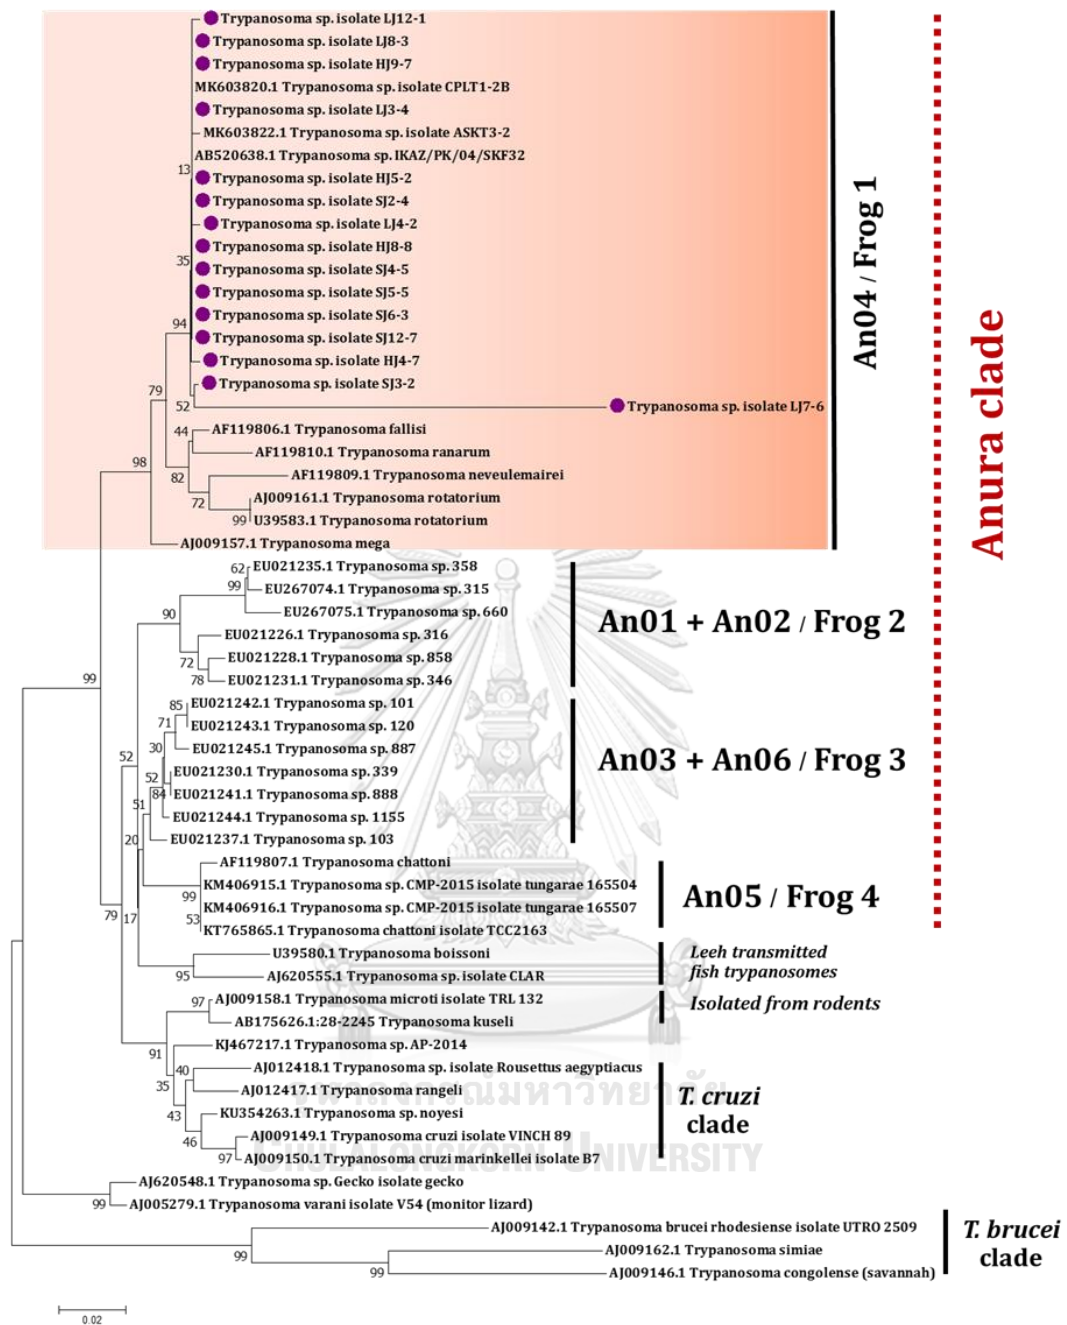 Trypanosoma sp. isolate LJ12-1
Trypanosoma sp. isolate LJ8-3
Trypanosoma sp. isolate HJ9-7
MK603820.1 Trypanosoma sp. isolate CPLT1-2B
Trypanosoma sp. isolate LJ3-4
MK603822.1 Trypanosoma sp. isolate ASKT3-2
AB520638.1 Trypanosoma sp. IKAZ/PK/04/SKF32
13
Trypanosoma sp. isolate HJ5-2
Trypanosoma sp. isolate SJ2-4
Trypanosoma sp. isolate LJ4-2
Trypanosoma sp. isolate HJ8-8
35
Trypanosoma sp. isolate SJ4-5
Trypanosoma sp. isolate SJ5-5
Trypanosoma sp. isolate SJ6-3
94
Trypanosoma sp. isolate SJ12-7
Trypanosoma sp. isolate HJ4-7
Trypanosoma sp. isolate SJ3-2
79
52
Trypanosoma sp. isolate LJ7-6
An04 / Frog 1
Anura clade
44
AF119806.1 Trypanosoma fallisi
AF119810.1 Trypanosoma ranarum
98
82
AF119809.1 Trypanosoma neveulemairei
72
AJ009161.1 Trypanosoma rotatorium
99
U39583.1 Trypanosoma rotatorium
AJ009157.1 Trypanosoma mega
62
EU021235.1 Trypanosoma sp. 358
99
EU267074.1 Trypanosoma sp. 315
90
EU267075.1 Trypanosoma sp. 660
An01 + An02 / Frog 2
EU021226.1 Trypanosoma sp. 316
72
EU021228.1 Trypanosoma sp. 858
78
EU021231.1 Trypanosoma sp. 346
99
85
EU021242.1 Trypanosoma sp. 101
71
EU021243.1 Trypanosoma sp. 120
30
EU021245.1 Trypanosoma sp. 887
52
An03 + An06 / Frog 3
EU021230.1 Trypanosoma sp. 339
52
84
EU021241.1 Trypanosoma sp. 888
51
EU021244.1 Trypanosoma sp. 1155
20
EU021237.1 Trypanosoma sp. 103
AF119807.1 Trypanosoma chattoni
KM406915.1 Trypanosoma sp. CMP-2015 isolate tungarae 165504
99
An05 / Frog 4
KM406916.1 Trypanosoma sp. CMP-2015 isolate tungarae 165507
79
17
53
KT765865.1 Trypanosoma chattoni isolate TCC2163
U39580.1 Trypanosoma boissoni
95
AJ620555.1 Trypanosoma sp. isolate CLAR
Leeh transmitted
fish trypanosomes
97
AJ009158.1 Trypanosoma microti isolate TRL 132
AB175626.1:28-2245 Trypanosoma kuseli
Isolated from rodents
91
KJ467217.1 Trypanosoma sp. AP-2014
40
AJ012418.1 Trypanosoma sp. isolate Rousettus aegyptiacus
35
AJ012417.1 Trypanosoma rangeli
43
KU354263.1 Trypanosoma sp. noyesi
46
AJ009149.1 Trypanosoma cruzi isolate VINCH 89
97
AJ009150.1 Trypanosoma cruzi marinkellei isolate B7
T. cruzi
clade
จุฬาลงกรณ์มหาวิทยาลัย
CHULALONGKORN UNIVERSITY
AJ620548.1 Trypanosoma sp. Gecko isolate gecko
99
AJ005279.1 Trypanosoma varani isolate V54 (monitor lizard)
AJ009142.1 Trypanosoma brucei rhodesiense isolate UTRO 2509
99
AJ009162.1 Trypanosoma simiae
99
AJ009146.1 Trypanosoma congolense (savannah)
T. brucei
clade
0.02